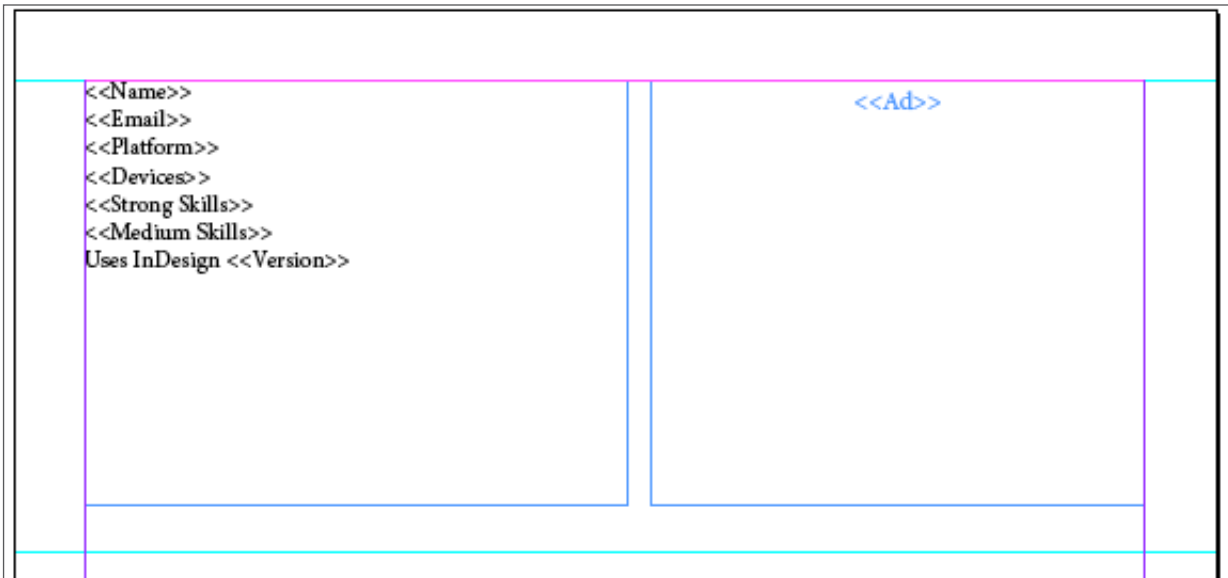 <<Name>>
<<Email>>
<<Platform>>
<<Devices>>
<<Strong Skills>>
<<Medium Skills>>
Uses InDesign <<Version>>
<<Ad>>